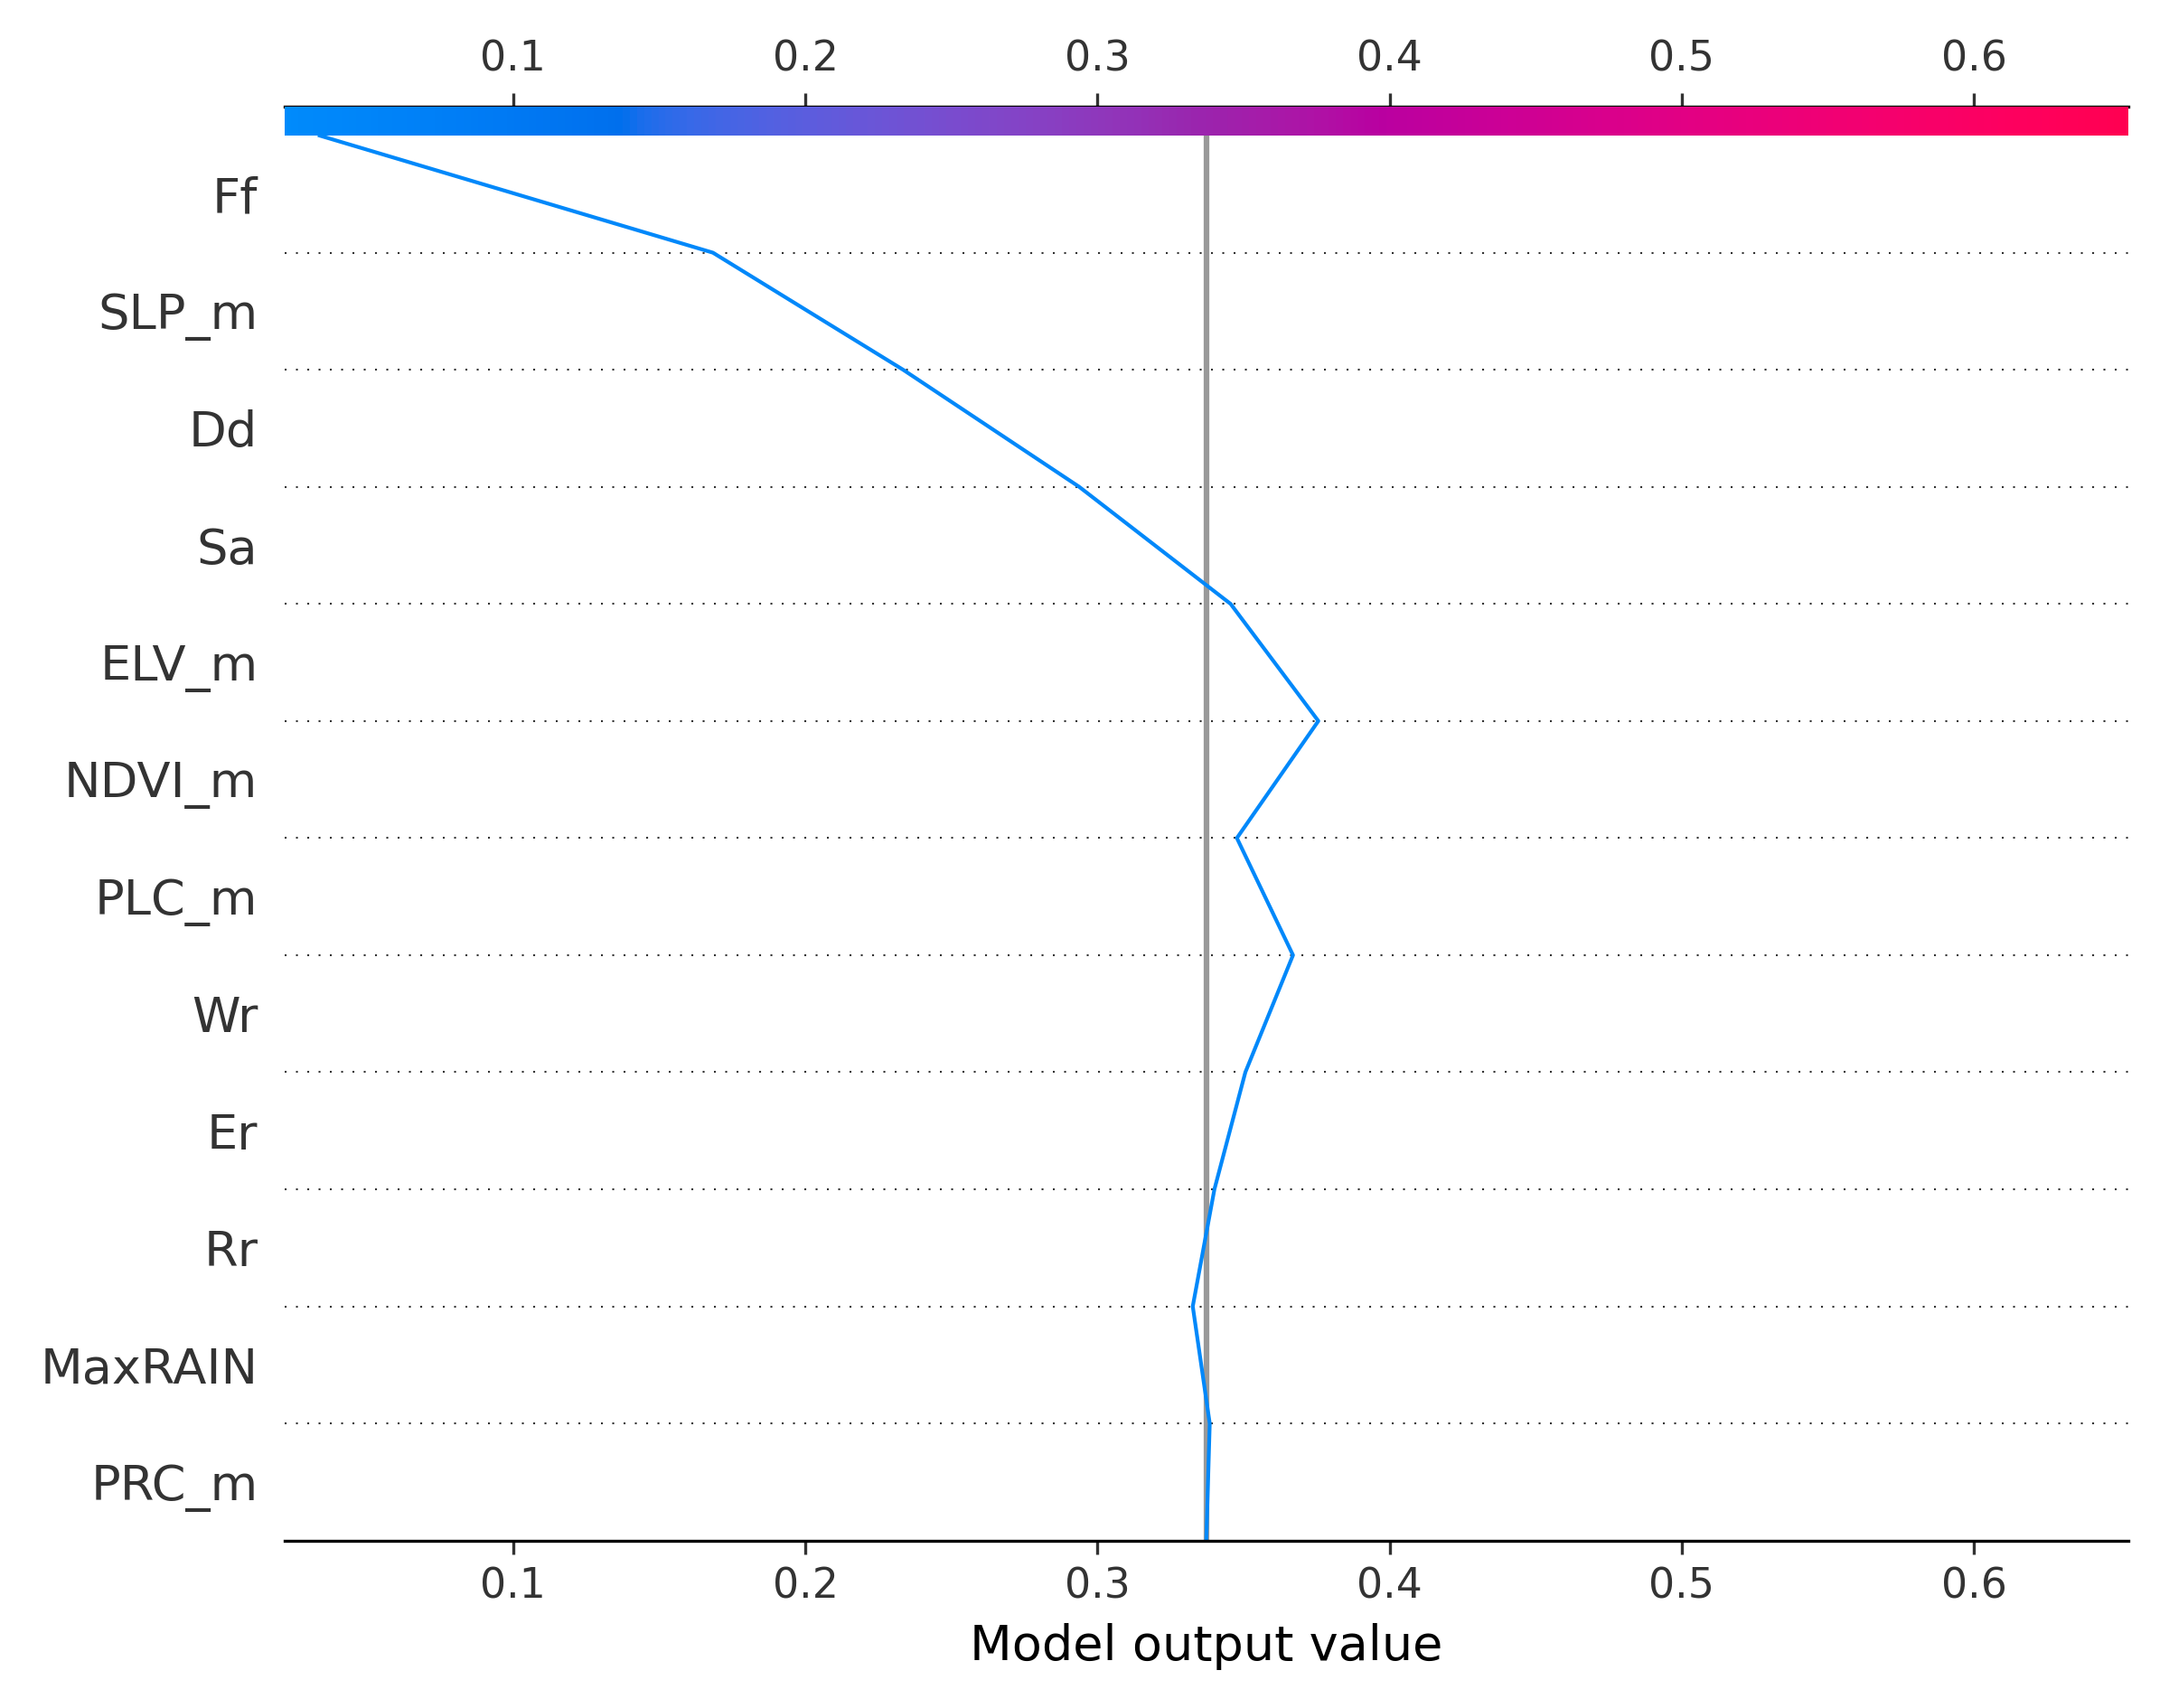 0.1 0.2 0.3 0.4 0.5 0.6
Ff
SLP_m
Dd
Sa
ELV_m
NDVI_m
PLC_m
Wr
Er
Rr
MaxRAIN
PRC_m
0.1 0.2 0.3 0.4 0.5 0.6
Model output value